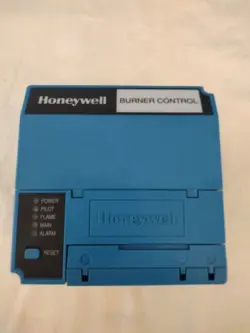 Honeywell
BURNER CONTROL
Honeywell
POWER
PILOT
FLAME
MAIN
ALARM
RESET